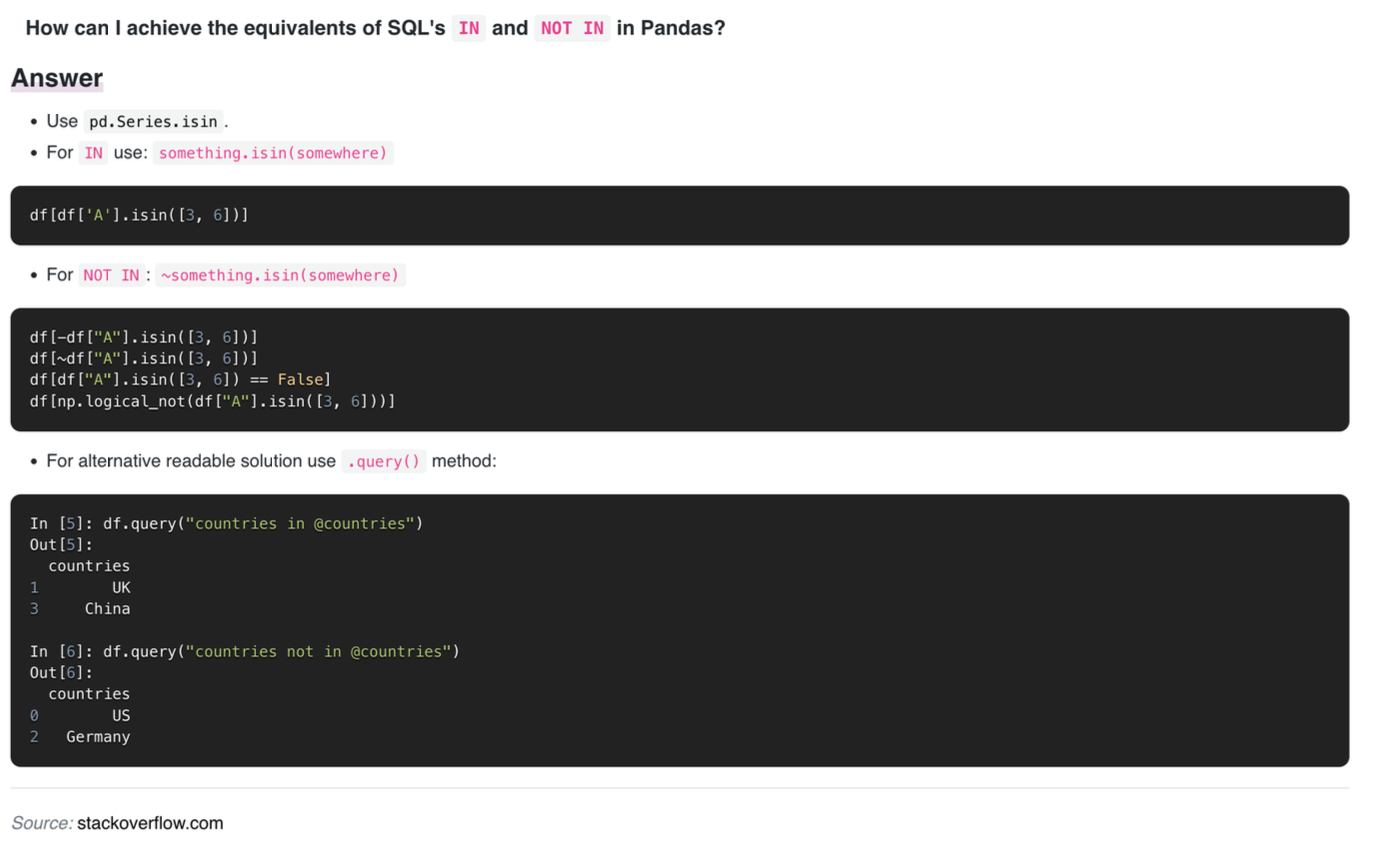 How can I achieve the equivalents of SQL's IN and NOT IN in Pandas?
Answer
• Use pd.Series.isin .
• For IN use: something.isin(somewhere)
df[df['A'].isin([3, 6])]
• For NOT IN : ~something.isin(somewhere)
df[-df["A"].isin([3, 6])]
df[~df["A"].isin([3, 6])]
df[df["A"].isin([3, 6]) == False]
df[np.logical_not(df["A"].isin([3, 6]))]
• For alternative readable solution use .query() method:
In [5]: df.query("countries in @countries")
Out[5]:
  countries
1        UK
3     China
In [6]: df.query("countries not in @countries")
Out[6]:
  countries
0        US
2   Germany
Source: stackoverflow.com